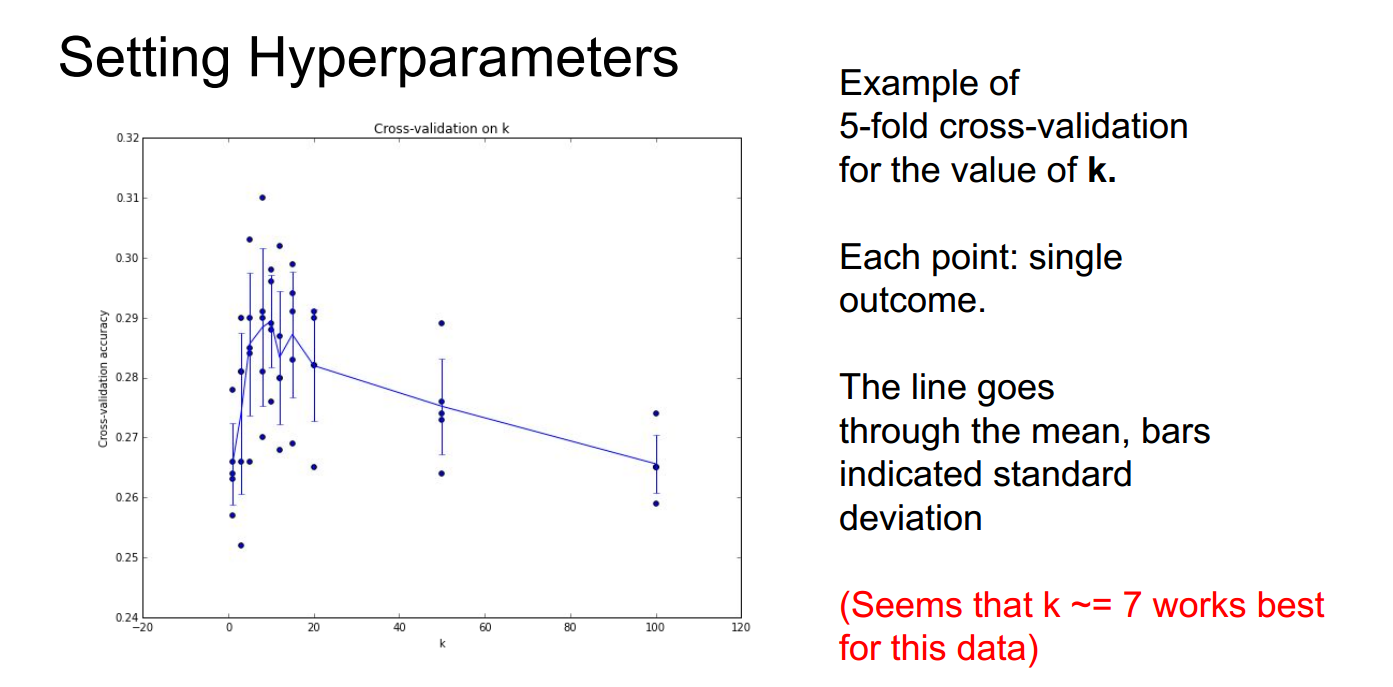 Setting Hyperparameters
Cross-validation on k
0.32
0.31
0.30
0.29
0.28
0.27
0.26
0.25
0.24
Cross-validation accuracy
−20
0
20
40
60
80
100
120
k
Example of
5-fold cross-validation
for the value of k.
Each point: single
outcome.
The line goes
through the mean, bars
indicated standard
deviation
(Seems that k ~= 7 works best
for this data)